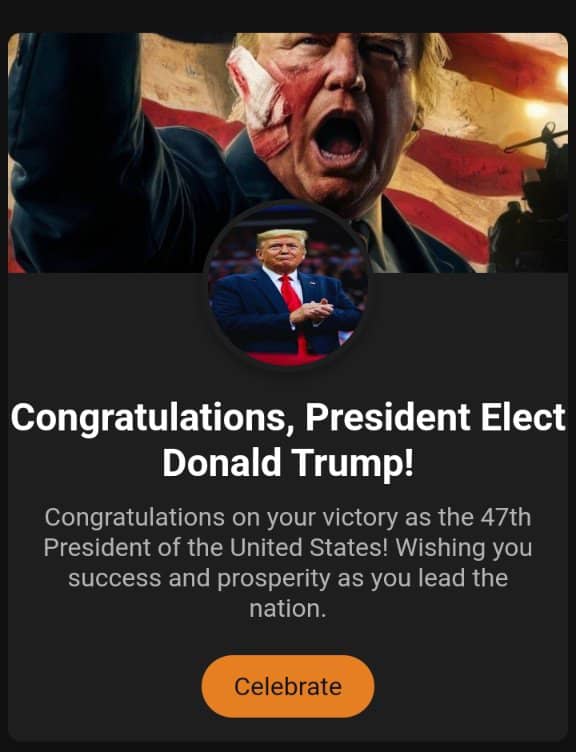 Congratulations, President Elect
Donald Trump!
Congratulations on your victory as the 47th
President of the United States! Wishing you
success and prosperity as you lead the
nation.
Celebrate